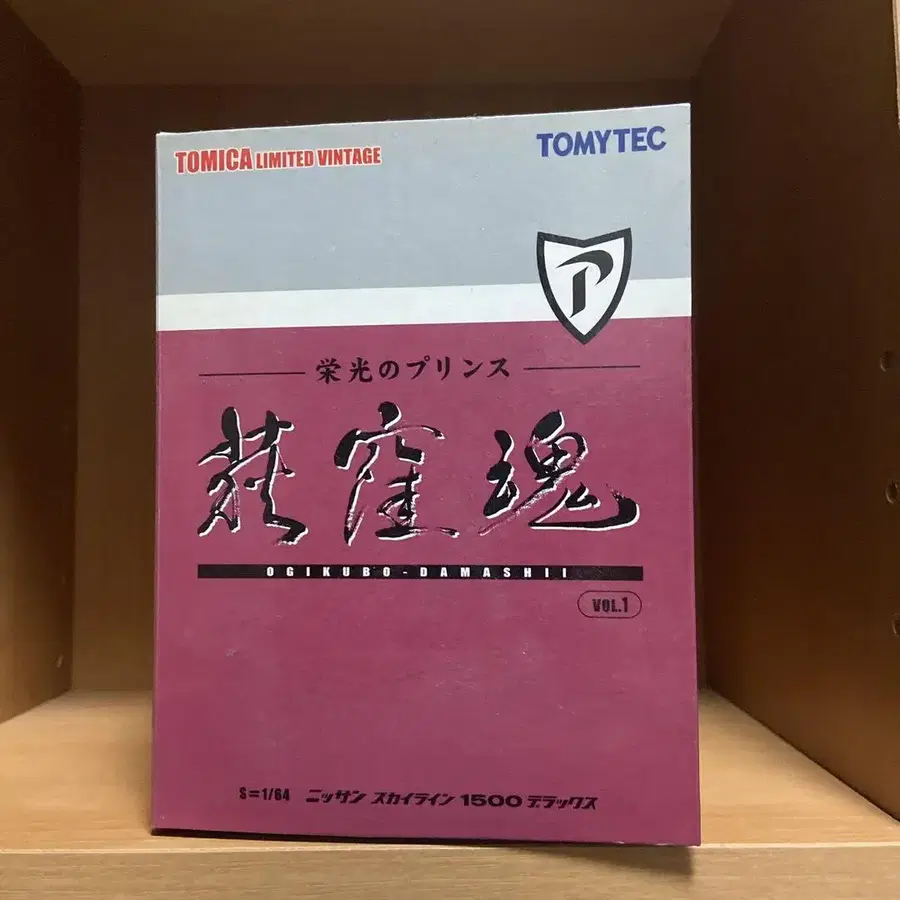 TOMICA LIMITED VINTAGE
TOMYTEC
P
栄光のプリンス
荻窪魂
OGIKUBO-DAMASHII
VOL.1
S=1/64 ニッサン スカイライン 1500 デラックス